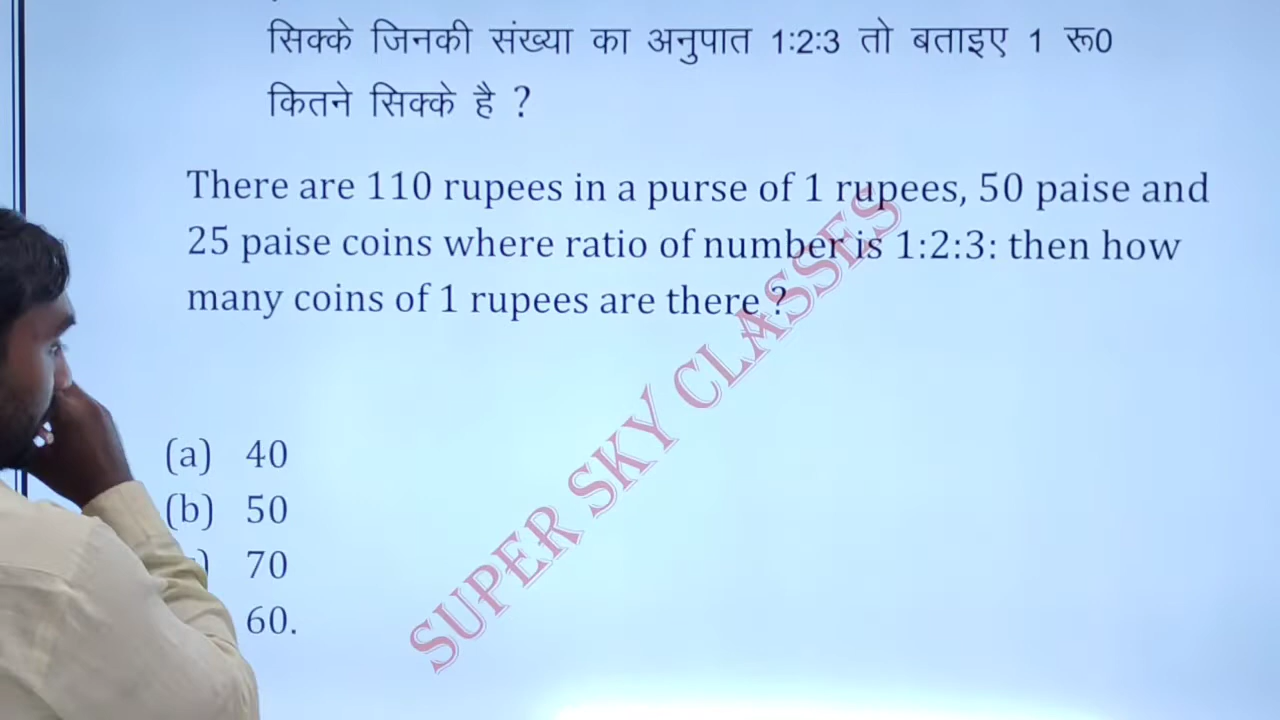 सिक्के जिनकी संख्या का अनुपात 1:2:3 तो बताइए 1 रू0
कितने सिक्के है ?
There are 110 rupees in a purse of 1 rupees, 50 paise and
25 paise coins where ratio of number is 1:2:3: then how
many coins of 1 rupees are there ?
(a) 40
(b) 50
) 70
60.
SUPER SKY CLASSES